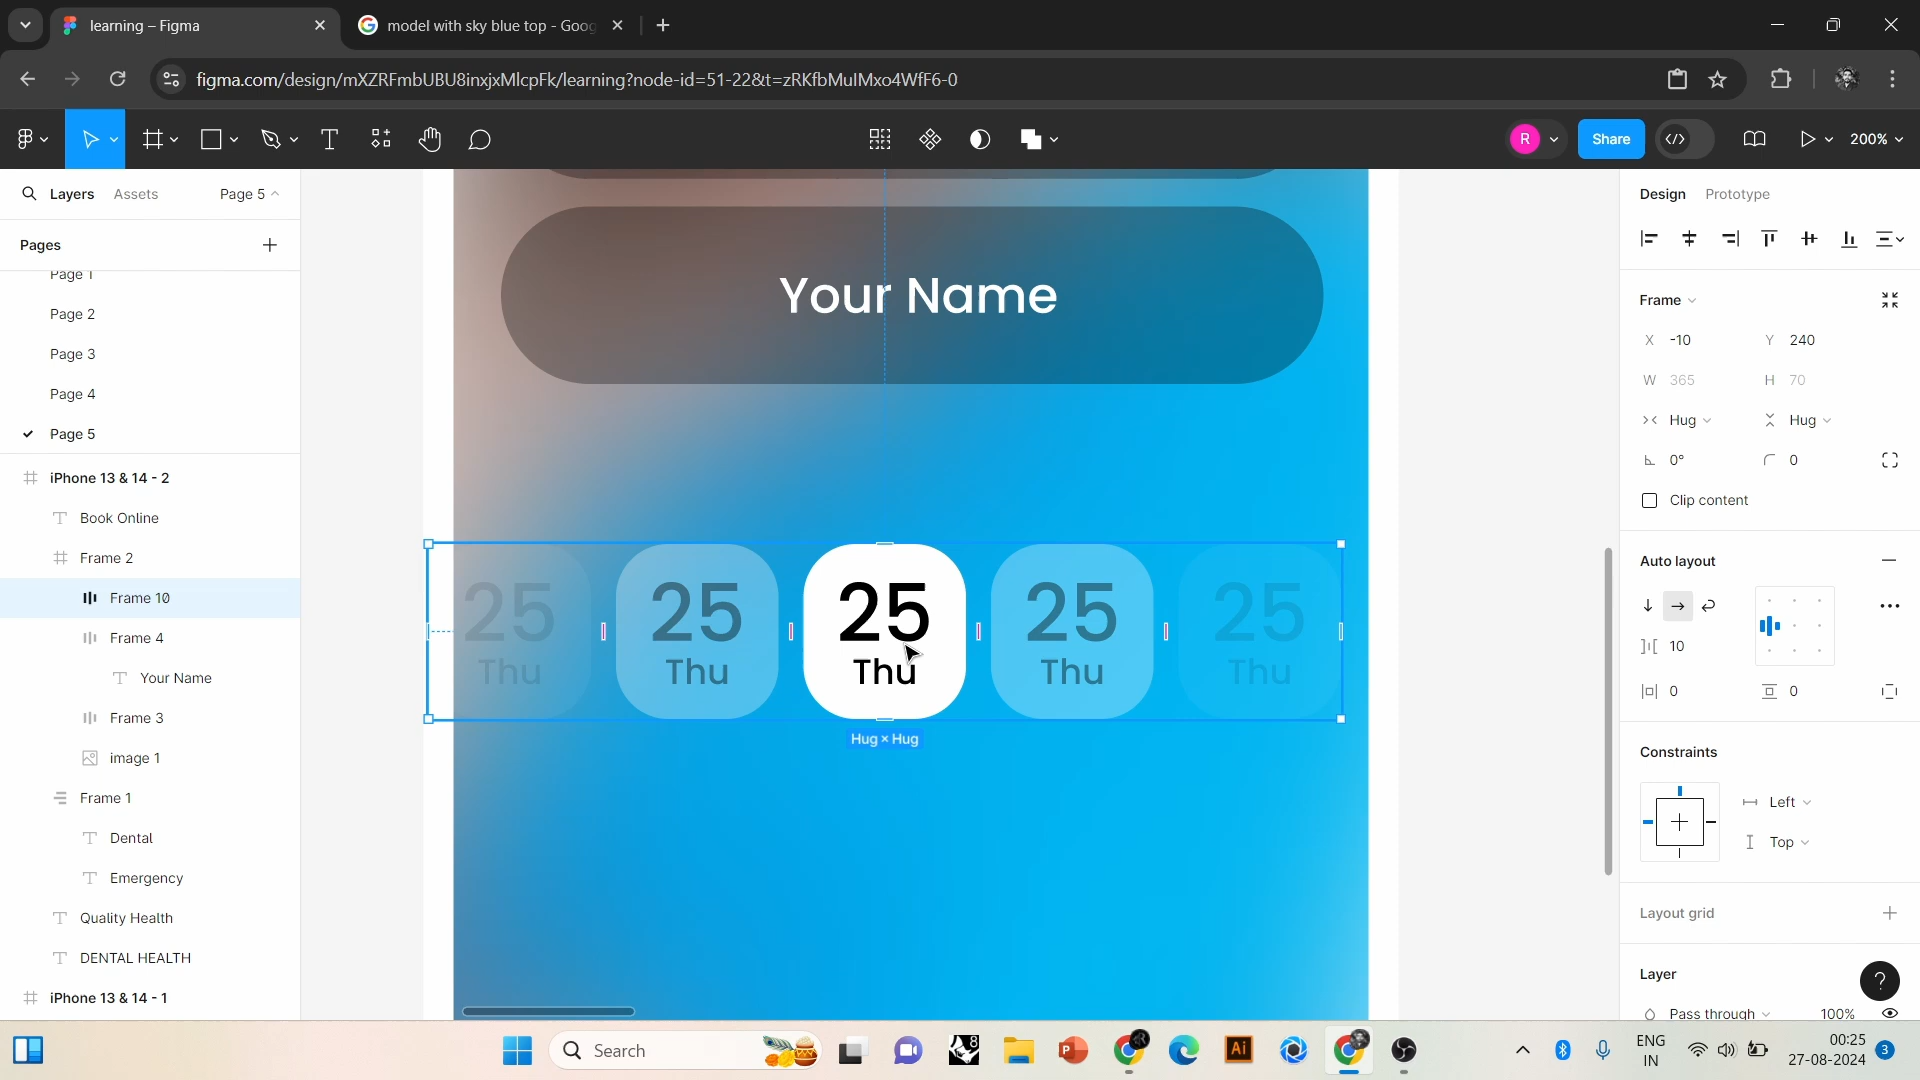 learning – Figma
model with sky blue top - Goog
figma.com/design/mXZRFmbUBU8inxjxMlcpFk/learning?node-id=51-22&t=zRKfbMulMxo4WfF6-0
R
Share
200%
Layers
Assets
Page 5
Pages
Page 1
Page 2
Page 3
Page 4
Page 5
iPhone 13 & 14 - 2
Book Online
Frame 2
Frame 10
Frame 4
Your Name
Frame 3
image 1
Frame 1
Dental
Emergency
Quality Health
DENTAL HEALTH
iPhone 13 & 14 - 1
Your Name
25 25 25 25 25
Thu Thu Thu Thu Thu
Hug × Hug
Design
Prototype
Frame
X -10 Y 240
W 365 H 70
Hug Hug
0° 0
Clip content
Auto layout
10
0 0
Constraints
Left
Top
Layout grid
Layer
?
Pass through 100%
Search
8
Ai
ENG
IN
00:25
27-08-2024
3